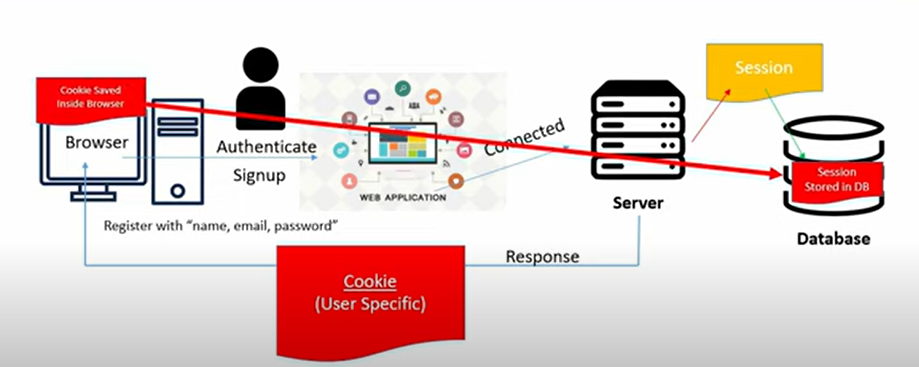 Cookie Saved
Inside Browser
Browser
Authenticate
Signup
WEB APPLICATION
Connected
Server
Session
Session
Stored in DB
Database
Register with “name, email, password”
Response
Cookie
(User Specific)